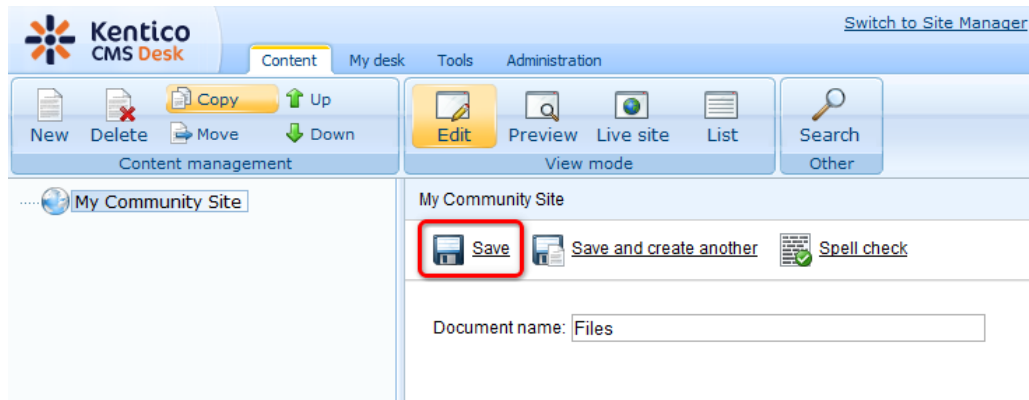 Kentico
CMS Desk
Switch to Site Manager
Content My desk Tools Administration
New Delete Copy Move Up Down
Content management
Edit Preview Live site List
View mode
Search
Other
My Community Site
My Community Site
Save Save and create another Spell check
Document name: Files